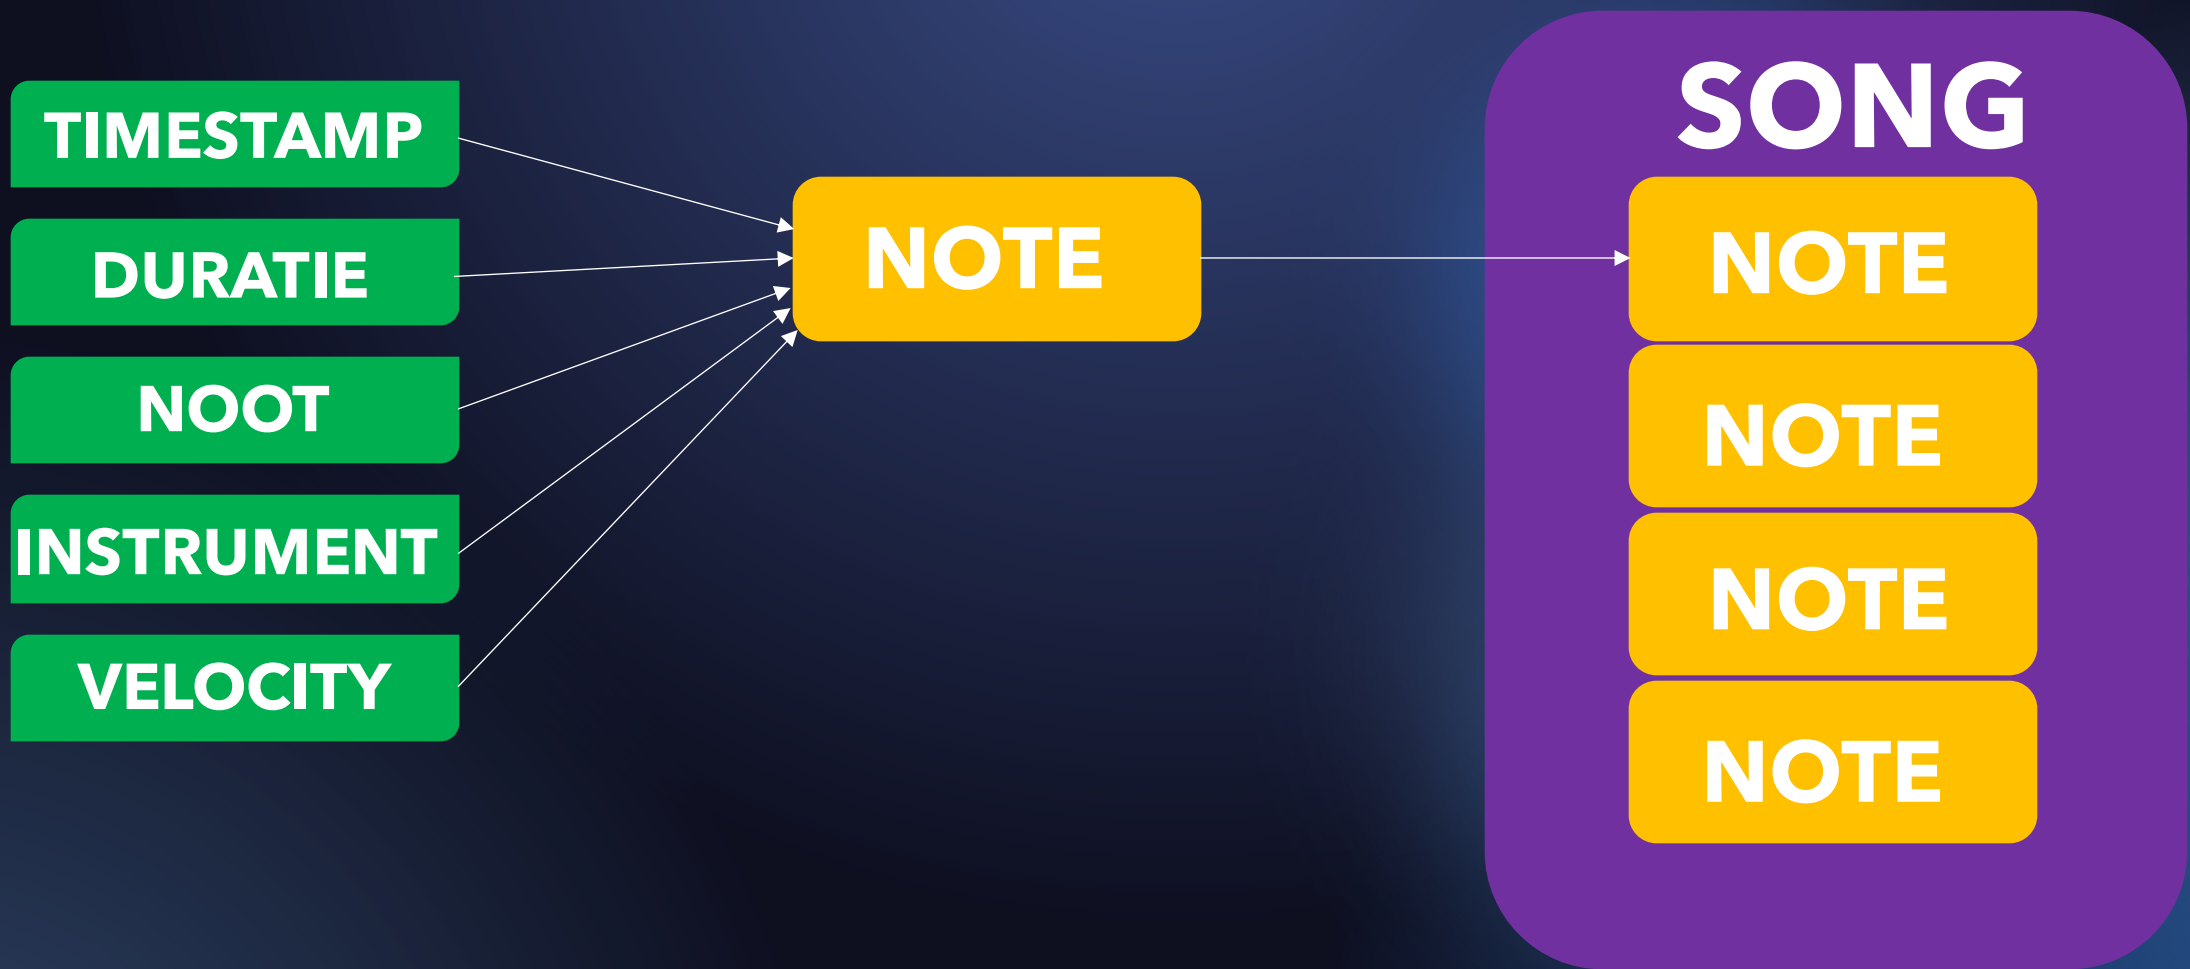 TIMESTAMP
DURATIE
NOOT
INSTRUMENT
VELOCITY
NOTE
SONG
NOTE
NOTE
NOTE
NOTE